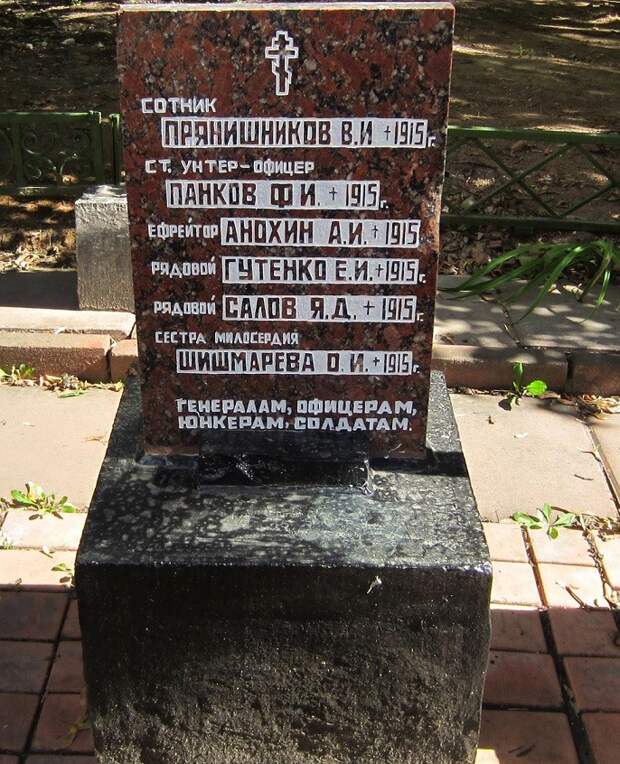 СОТНИК
ПРЯНИШНИКОВ В.И. † 1915 г.
СТ. УНТЕР-ОФИЦЕР
ПАНКОВ Ф И. † 1915 г.
ЕФРЕЙТОР АНОХИН А.И. † 1915
РЯДОВОЙ ГУТЕНКО Е.И. † 1915 г.
РЯДОВОЙ САЛОВ Я.Д. † 1915 г.
СЕСТРА МИЛОСЕРДИЯ
ШИШМАРЕВА О.И. † 1915 г.
ГЕНЕРАЛАМ, ОФИЦЕРАМ,
ЮНКЕРАМ, СОЛДАТАМ.